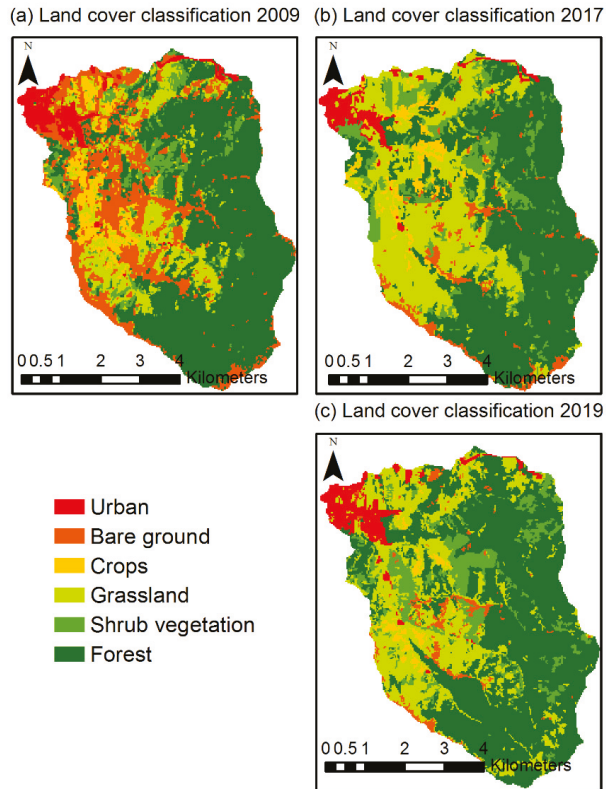 (a) Land cover classification 2009
N
0 0.5 1 2 3 4
Kilometers
(b) Land cover classification 2017
N
0 0.5 1 2 3 4
Kilometers
(c) Land cover classification 2019
N
0 0.5 1 2 3 4
Kilometers
Urban
Bare ground
Crops
Grassland
Shrub vegetation
Forest